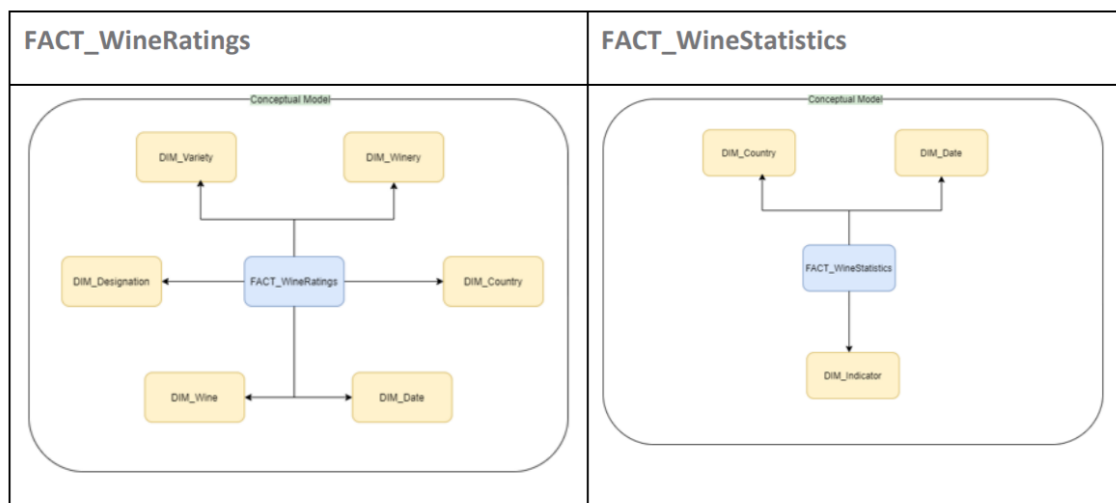 FACT_WineRatings
FACT_WineStatistics
Conceptual Model
DIM_Variety
DIM_Winery
DIM_Designation
FACT_WineRatings
DIM_Country
DIM_Wine
DIM_Date
Conceptual Model
DIM_Country
DIM_Date
FACT_WineStatistics
DIM_Indicator